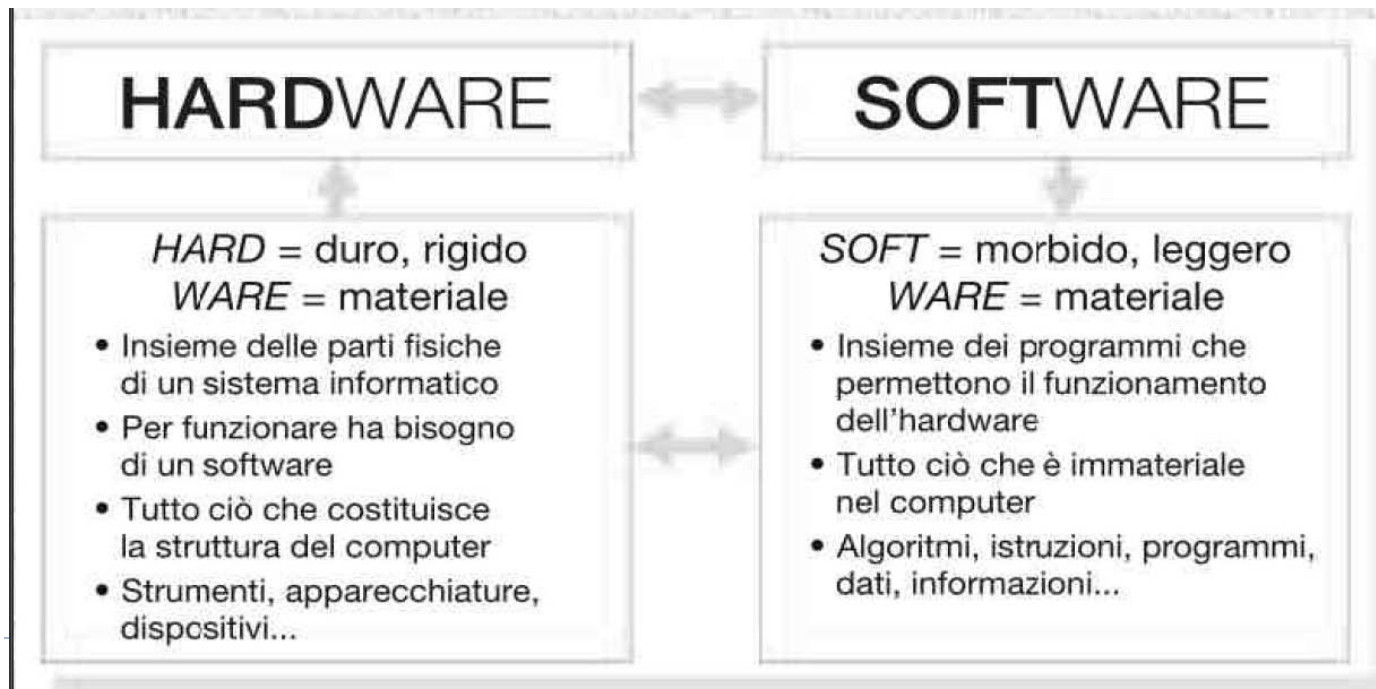 HARDWARE
HARD = duro, rigido
WARE = materiale
• Insieme delle parti fisiche
di un sistema informatico
• Per funzionare ha bisogno
di un software
• Tutto ciò che costituisce
la struttura del computer
• Strumenti, apparecchiature,
dispositivi...
SOFTWARE
SOFT = morbido, leggero
WARE = materiale
• Insieme dei programmi che
permettono il funzionamento
dell'hardware
• Tutto ciò che è immateriale
nel computer
• Algoritmi, istruzioni, programmi,
dati, informazioni...